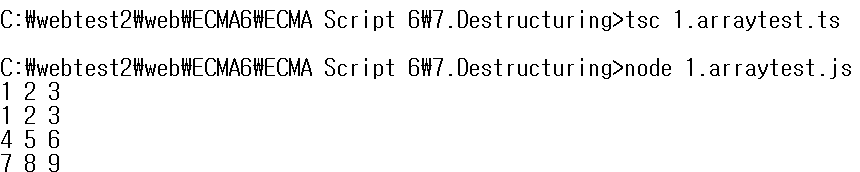 C:₩webtest2₩web₩ECMA6₩ECMA Script 6₩7.Destructuring>tsc 1.arraytest.ts
C:₩webtest2₩web₩ECMA6₩ECMA Script 6₩7.Destructuring>node 1.arraytest.js
1 2 3
1 2 3
4 5 6
7 8 9